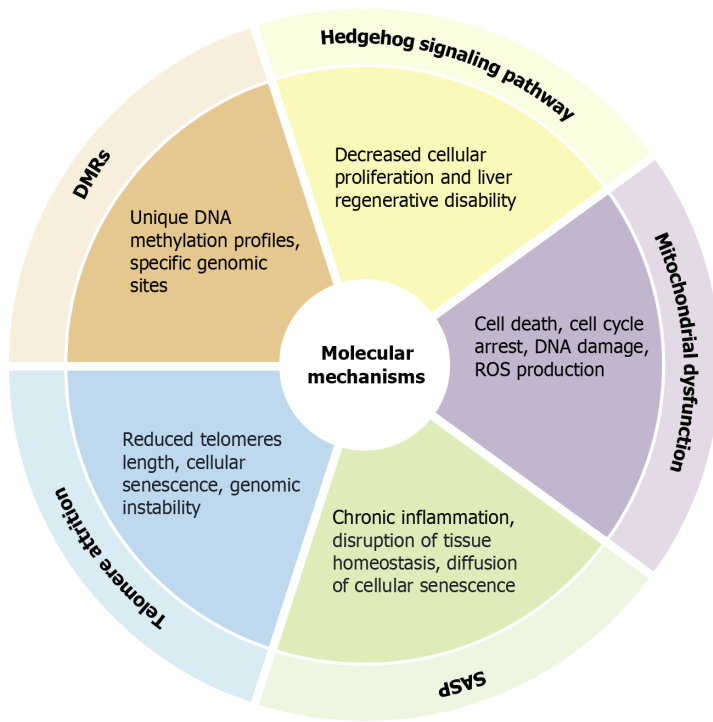 Hedgehog signaling pathway
Decreased cellular
proliferation and liver
regenerative disability
Mitochondrial dysfunction
Cell death, cell cycle
arrest, DNA damage,
ROS production
SASP
Chronic inflammation,
disruption of tissue
homeostasis, diffusion
of cellular senescence
Telomere attrition
Reduced telomeres
length, cellular
senescence, genomic
instability
DMRs
Unique DNA
methylation profiles,
specific genomic
sites
Molecular
mechanisms